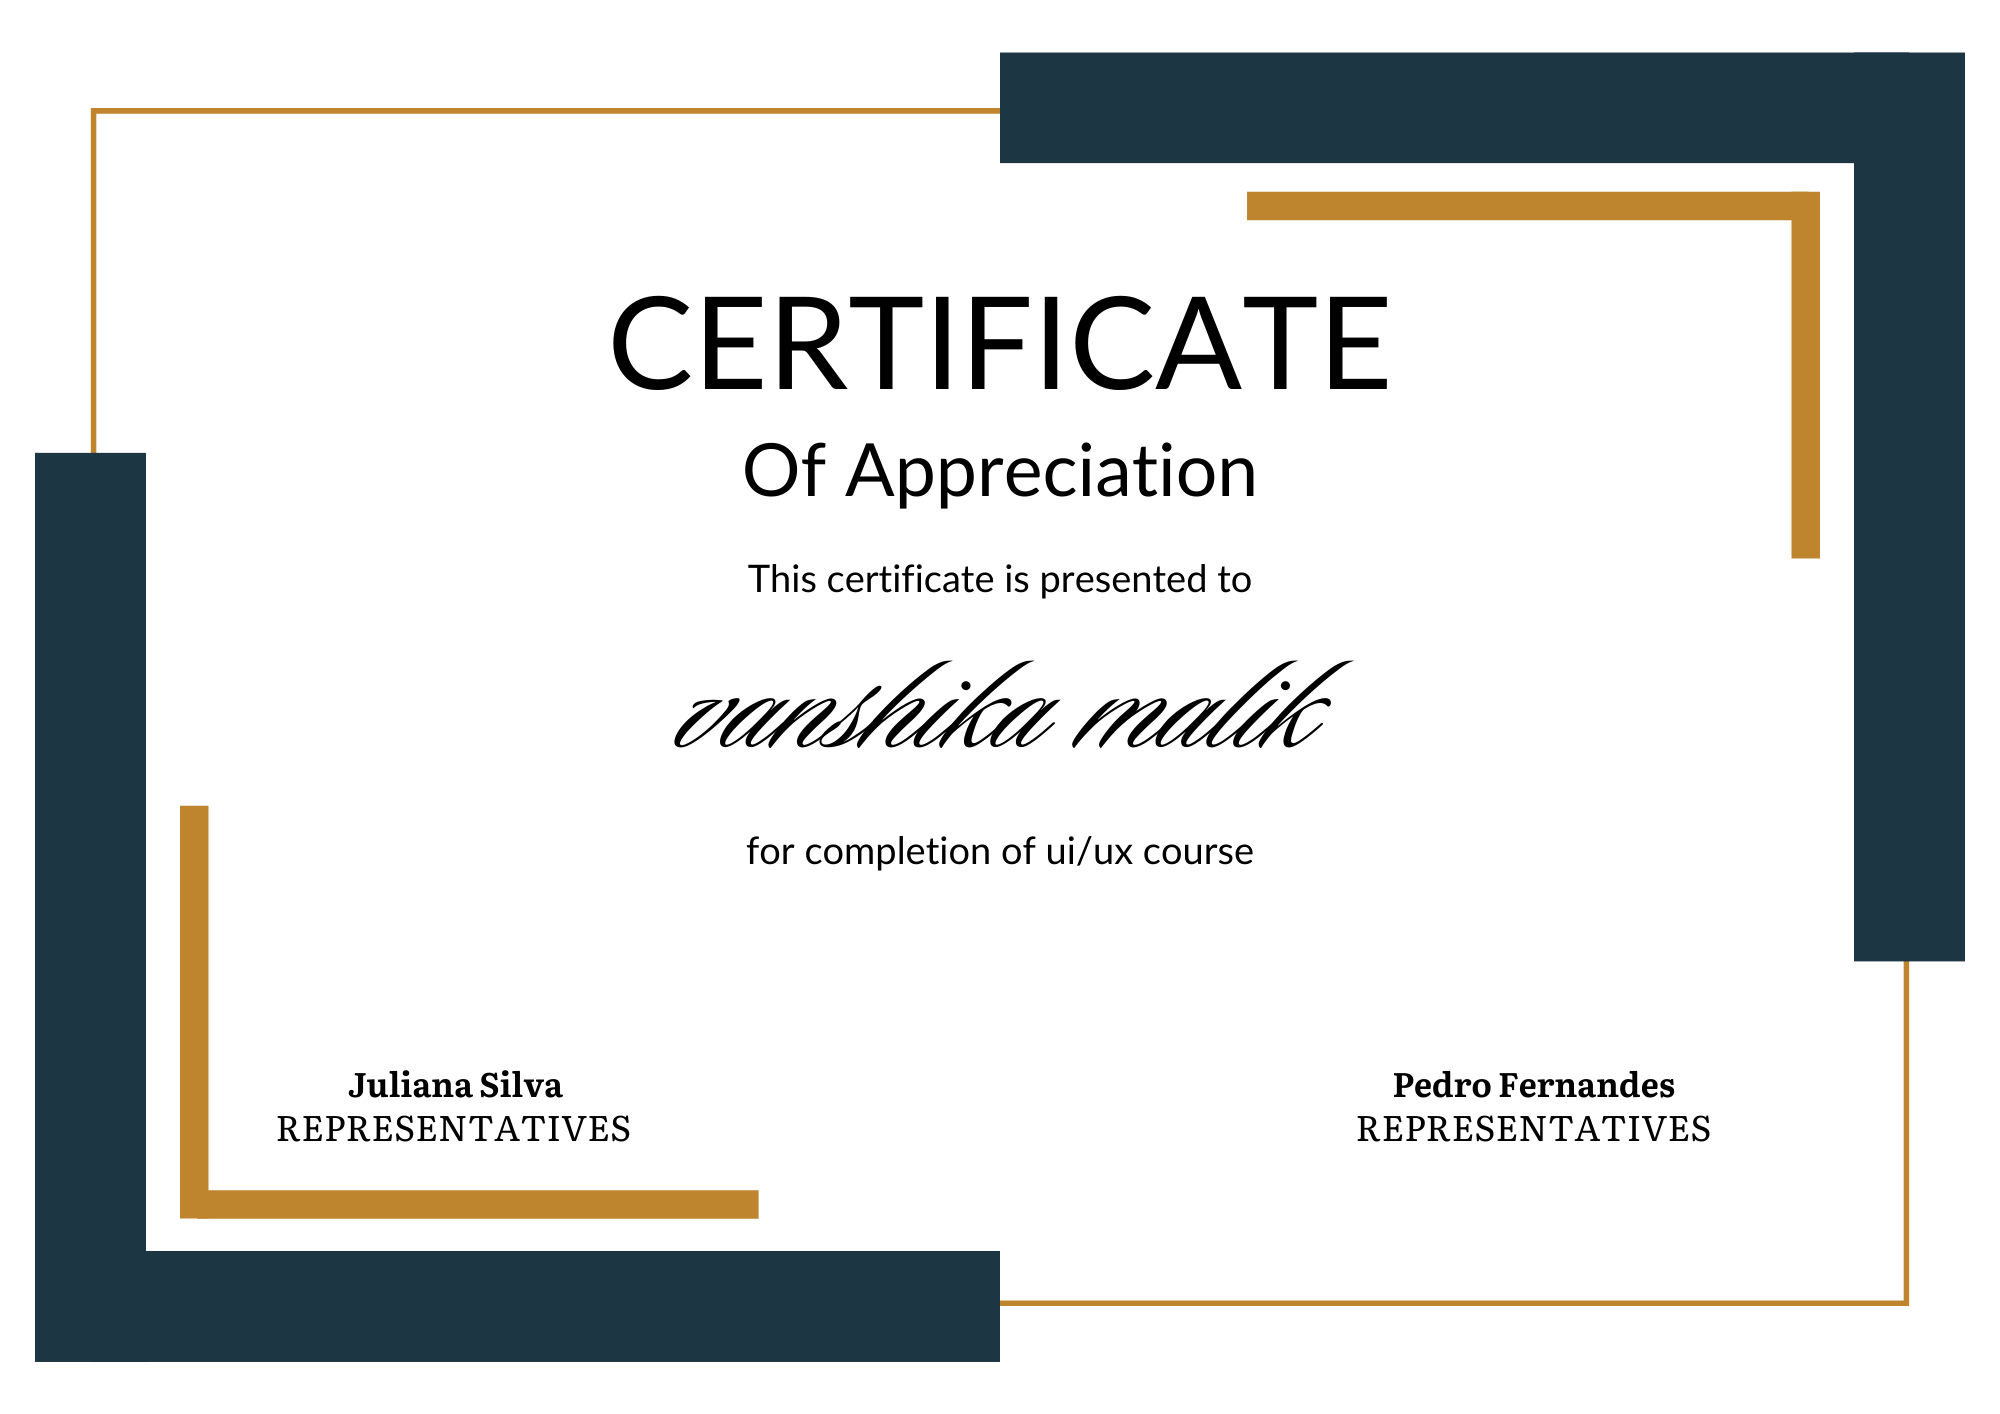 CERTIFICATE
Of Appreciation
This certificate is presented to
vanshika malik
for completion of ui/ux course
Juliana Silva
REPRESENTATIVES
Pedro Fernandes
REPRESENTATIVES